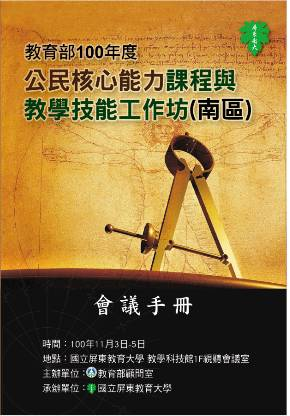 教育部100年度
公民核心能力課程與
教學技能工作坊(南區)
會議手冊
時間：100年11月3日-5日
地點：國立屏東教育大學 教學科技館1F視聽會議室
主辦單位：教育部顧問室
承辦單位：國立屏東教育大學